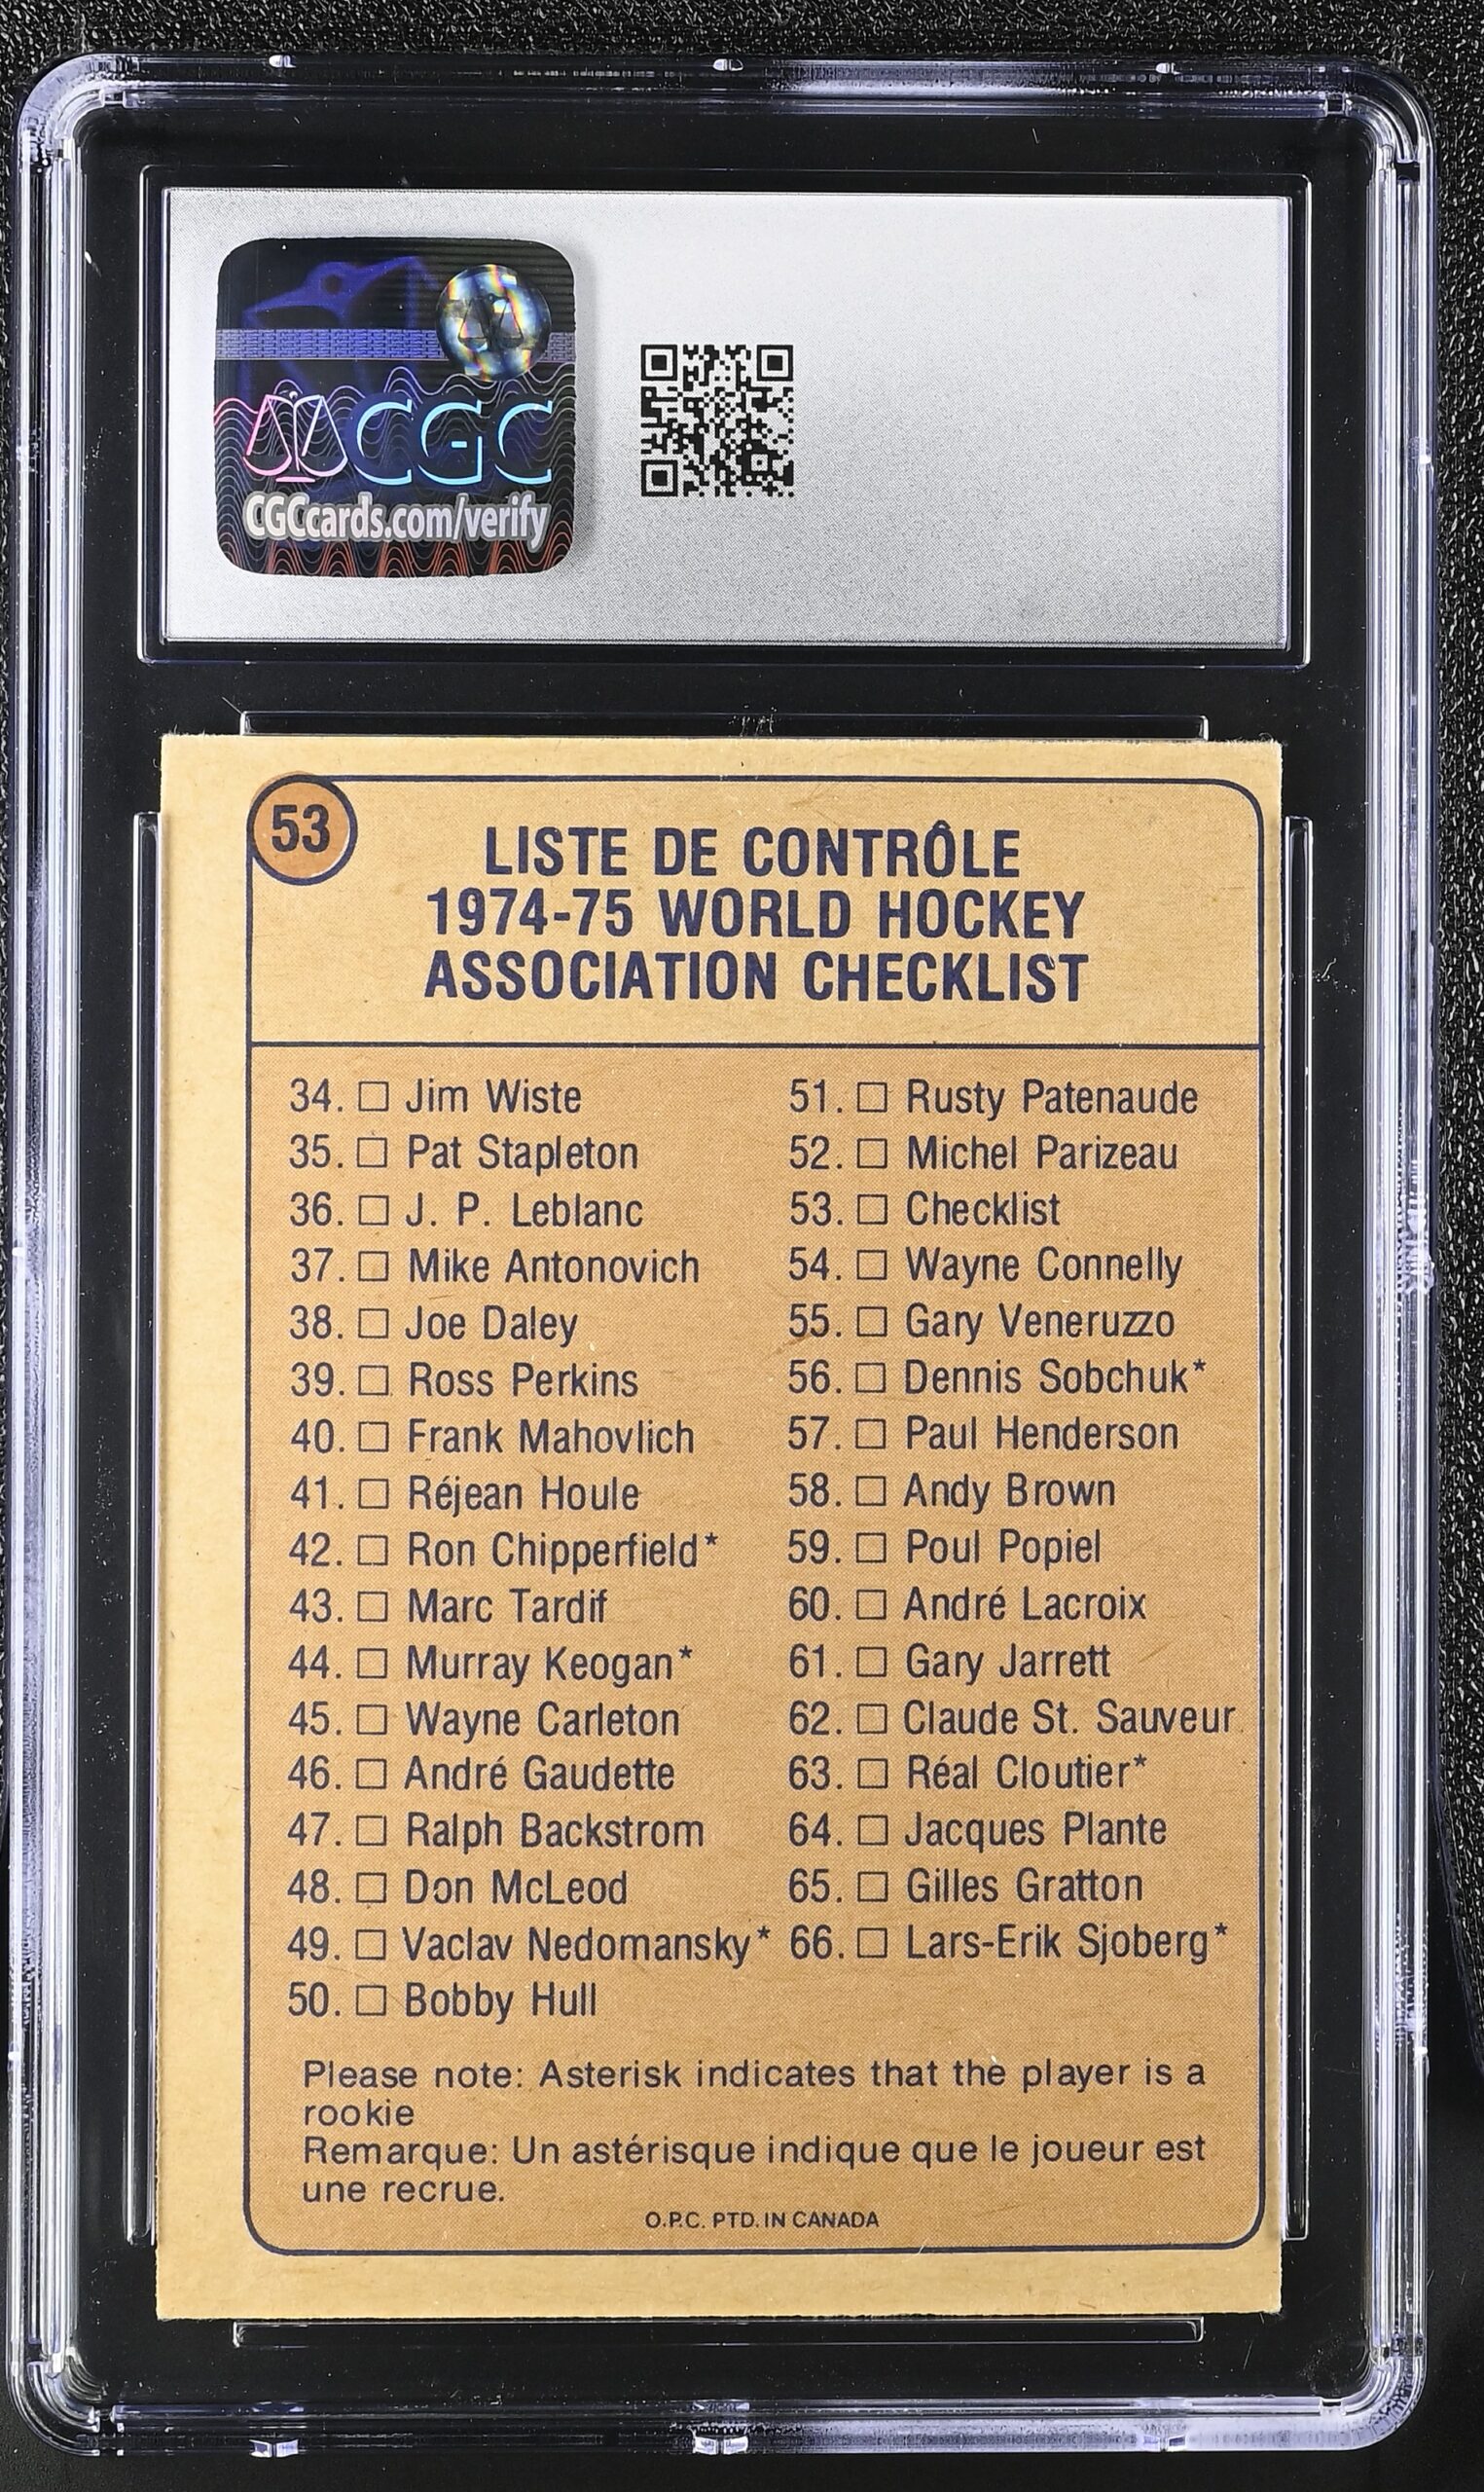 CGC
CGCcards.com/verify
53
LISTE DE CONTRÔLE
1974-75 WORLD HOCKEY
ASSOCIATION CHECKLIST
34. □ Jim Wiste
35. □ Pat Stapleton
36. □ J. P. Leblanc
37. □ Mike Antonovich
38. □ Joe Daley
39. □ Ross Perkins
40. □ Frank Mahovlich
41. □ Réjean Houle
42. □ Ron Chipperfield*
43. □ Marc Tardif
44. □ Murray Keogan*
45. □ Wayne Carleton
46. □ André Gaudette
47. □ Ralph Backstrom
48. □ Don McLeod
49. □ Vaclav Nedomansky*
50. □ Bobby Hull
51. □ Rusty Patenaude
52. □ Michel Parizeau
53. □ Checklist
54. □ Wayne Connelly
55. □ Gary Veneruzzo
56. □ Dennis Sobchuk*
57. □ Paul Henderson
58. □ Andy Brown
59. □ Poul Popiel
60. □ André Lacroix
61. □ Gary Jarrett
62. □ Claude St. Sauveur
63. □ Réal Cloutier*
64. □ Jacques Plante
65. □ Gilles Gratton
66. □ Lars-Erik Sjoberg*
Please note: Asterisk indicates that the player is a
rookie
Remarque: Un astérisque indique que le joueur est
une recrue.
O.P.C. PTD. IN CANADA